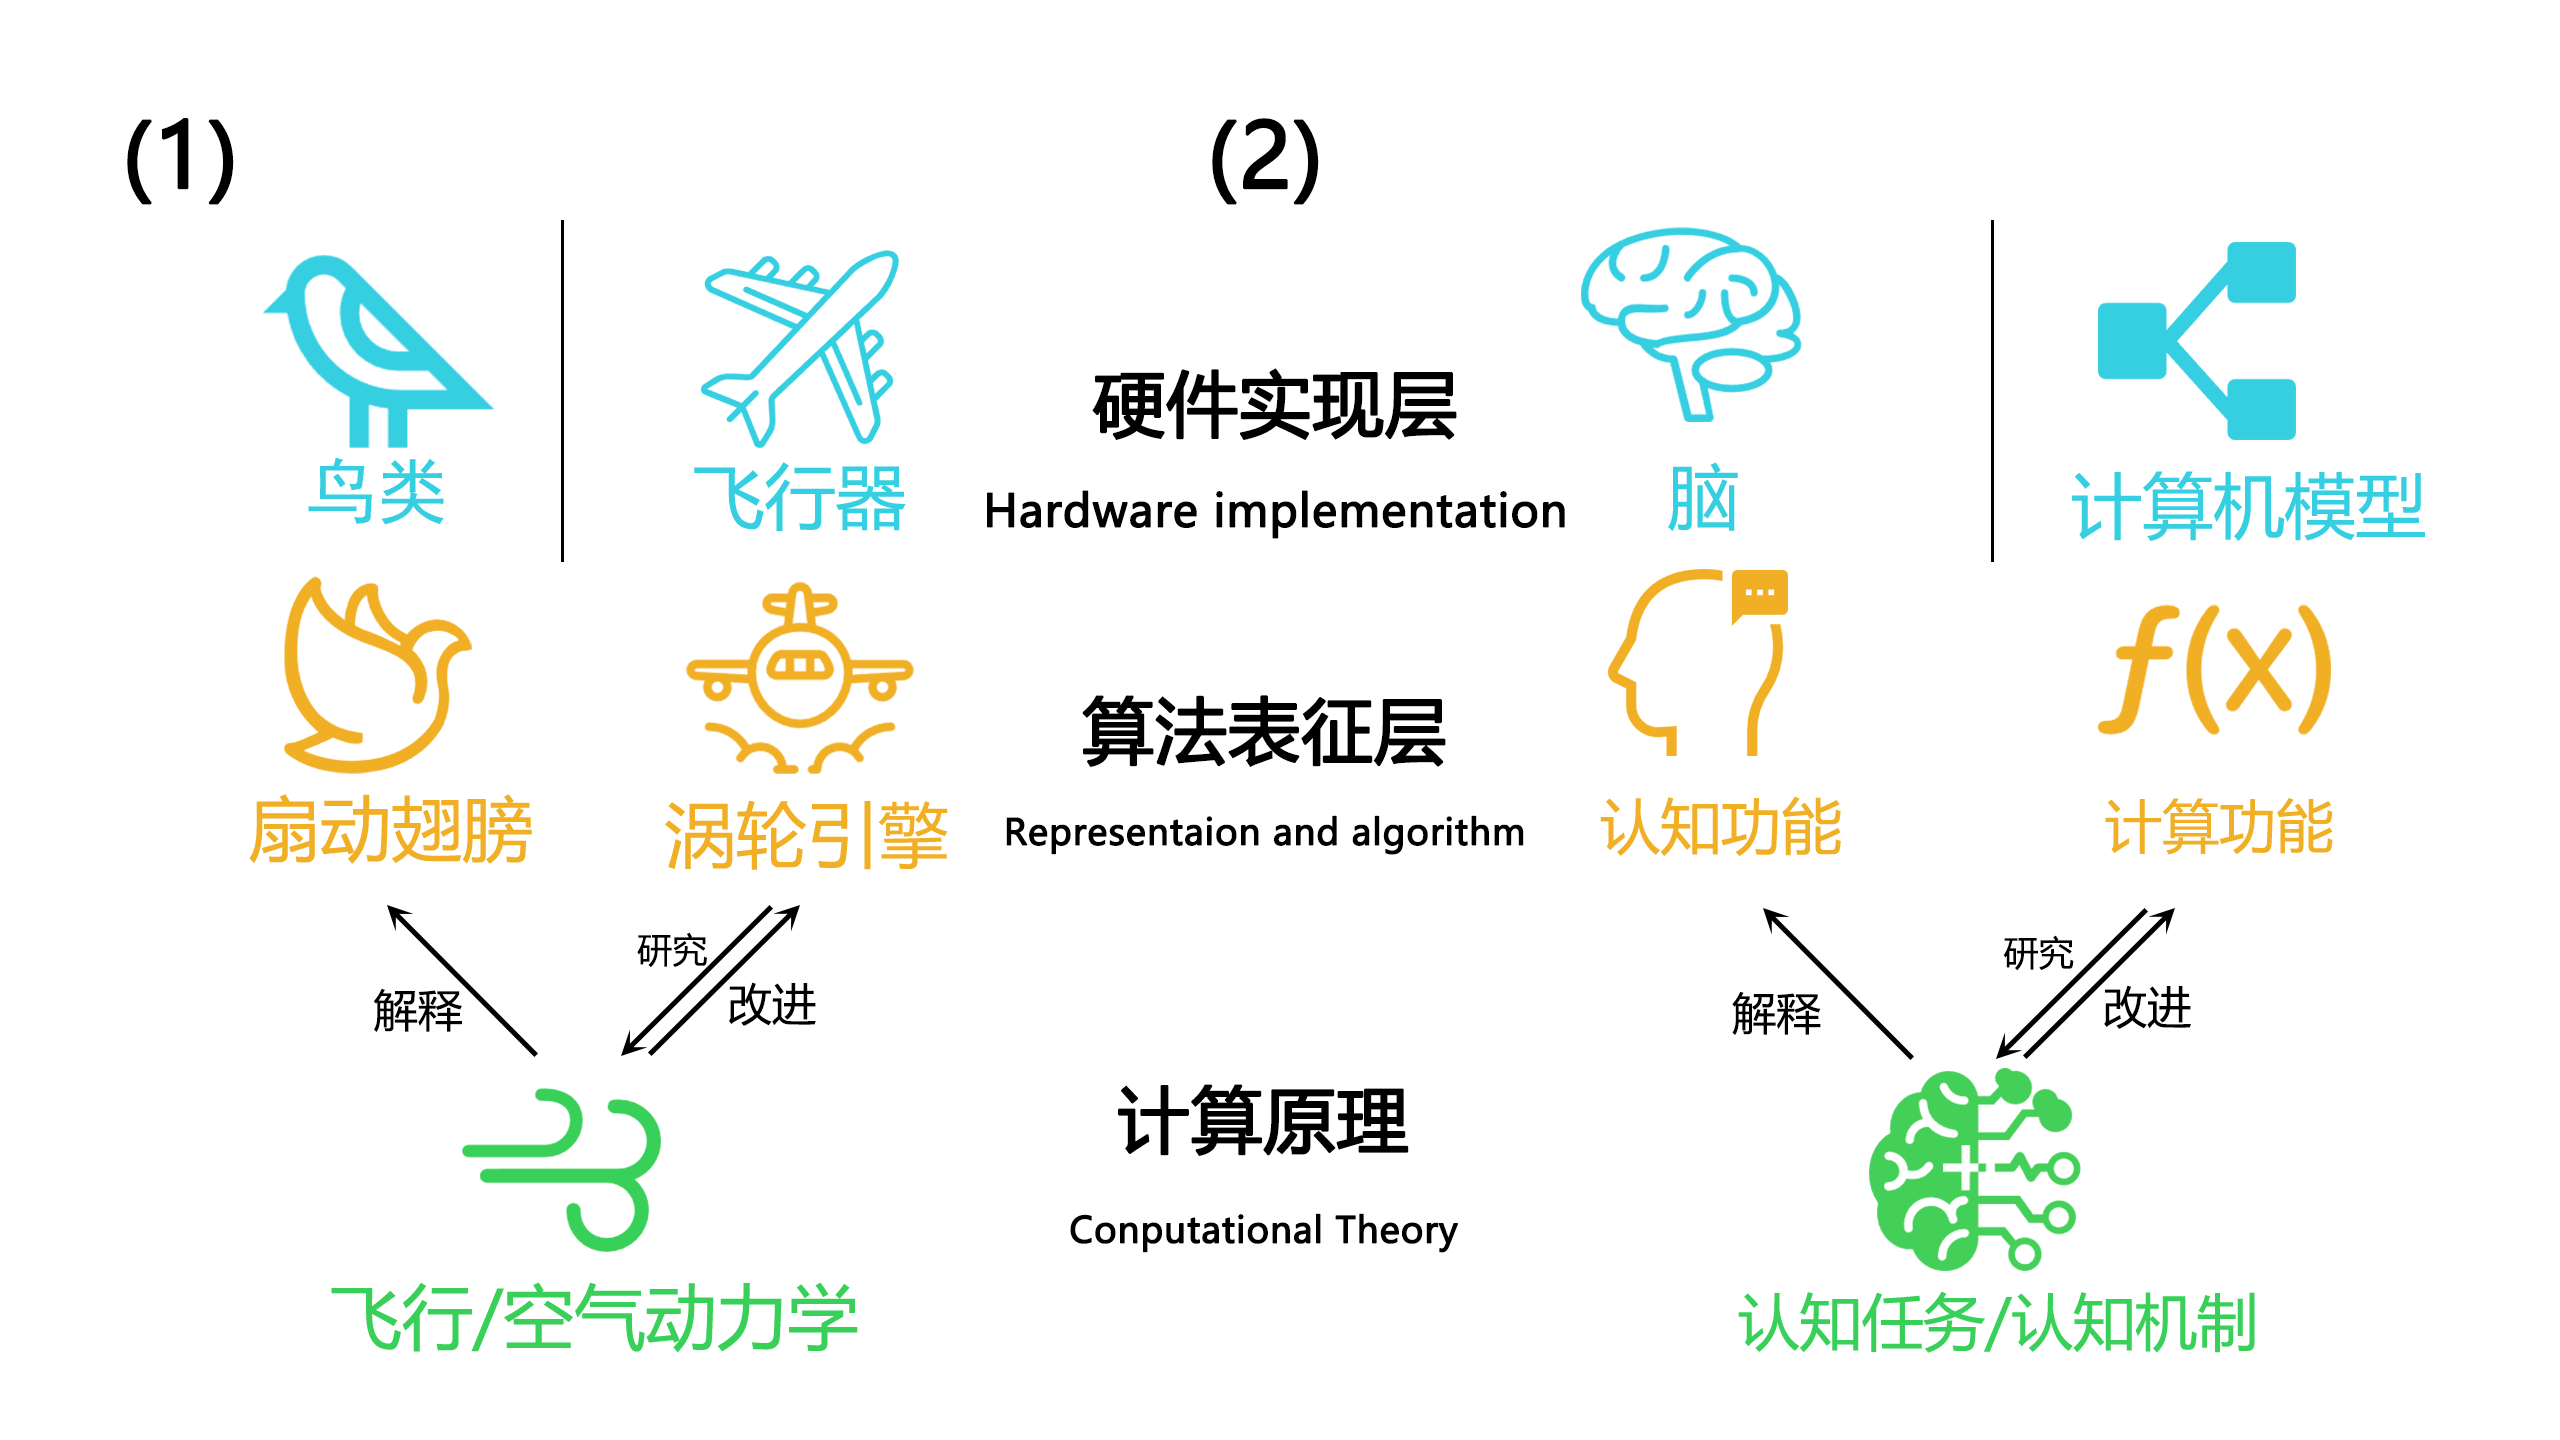 (1)
(2)
鸟类
飞行器
硬件实现层
Hardware implementation
脑
计算机模型
f(x)
扇动翅膀
涡轮引擎
算法表征层
Representaion and algorithm
认知功能
计算功能
解释
研究
改进
解释
研究
改进
计算原理
Conputational Theory
飞行/空气动力学
认知任务/认知机制